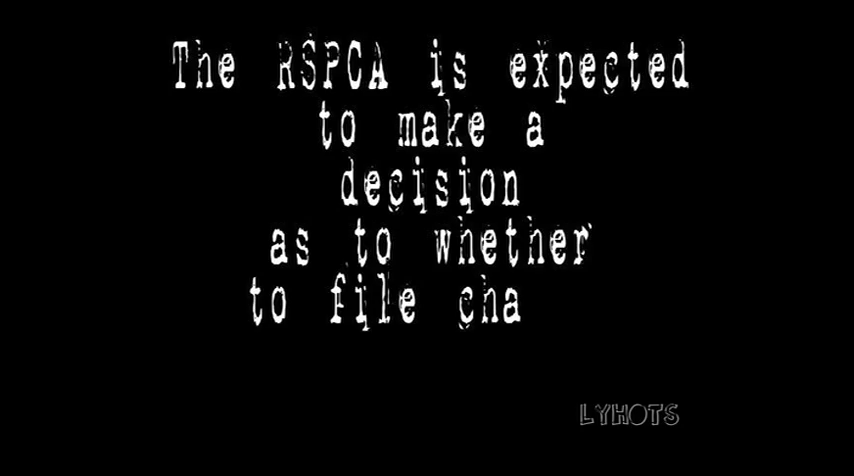 The RSPCA is expected
to make a
decision
as to whether
to file cha
LYHOTS